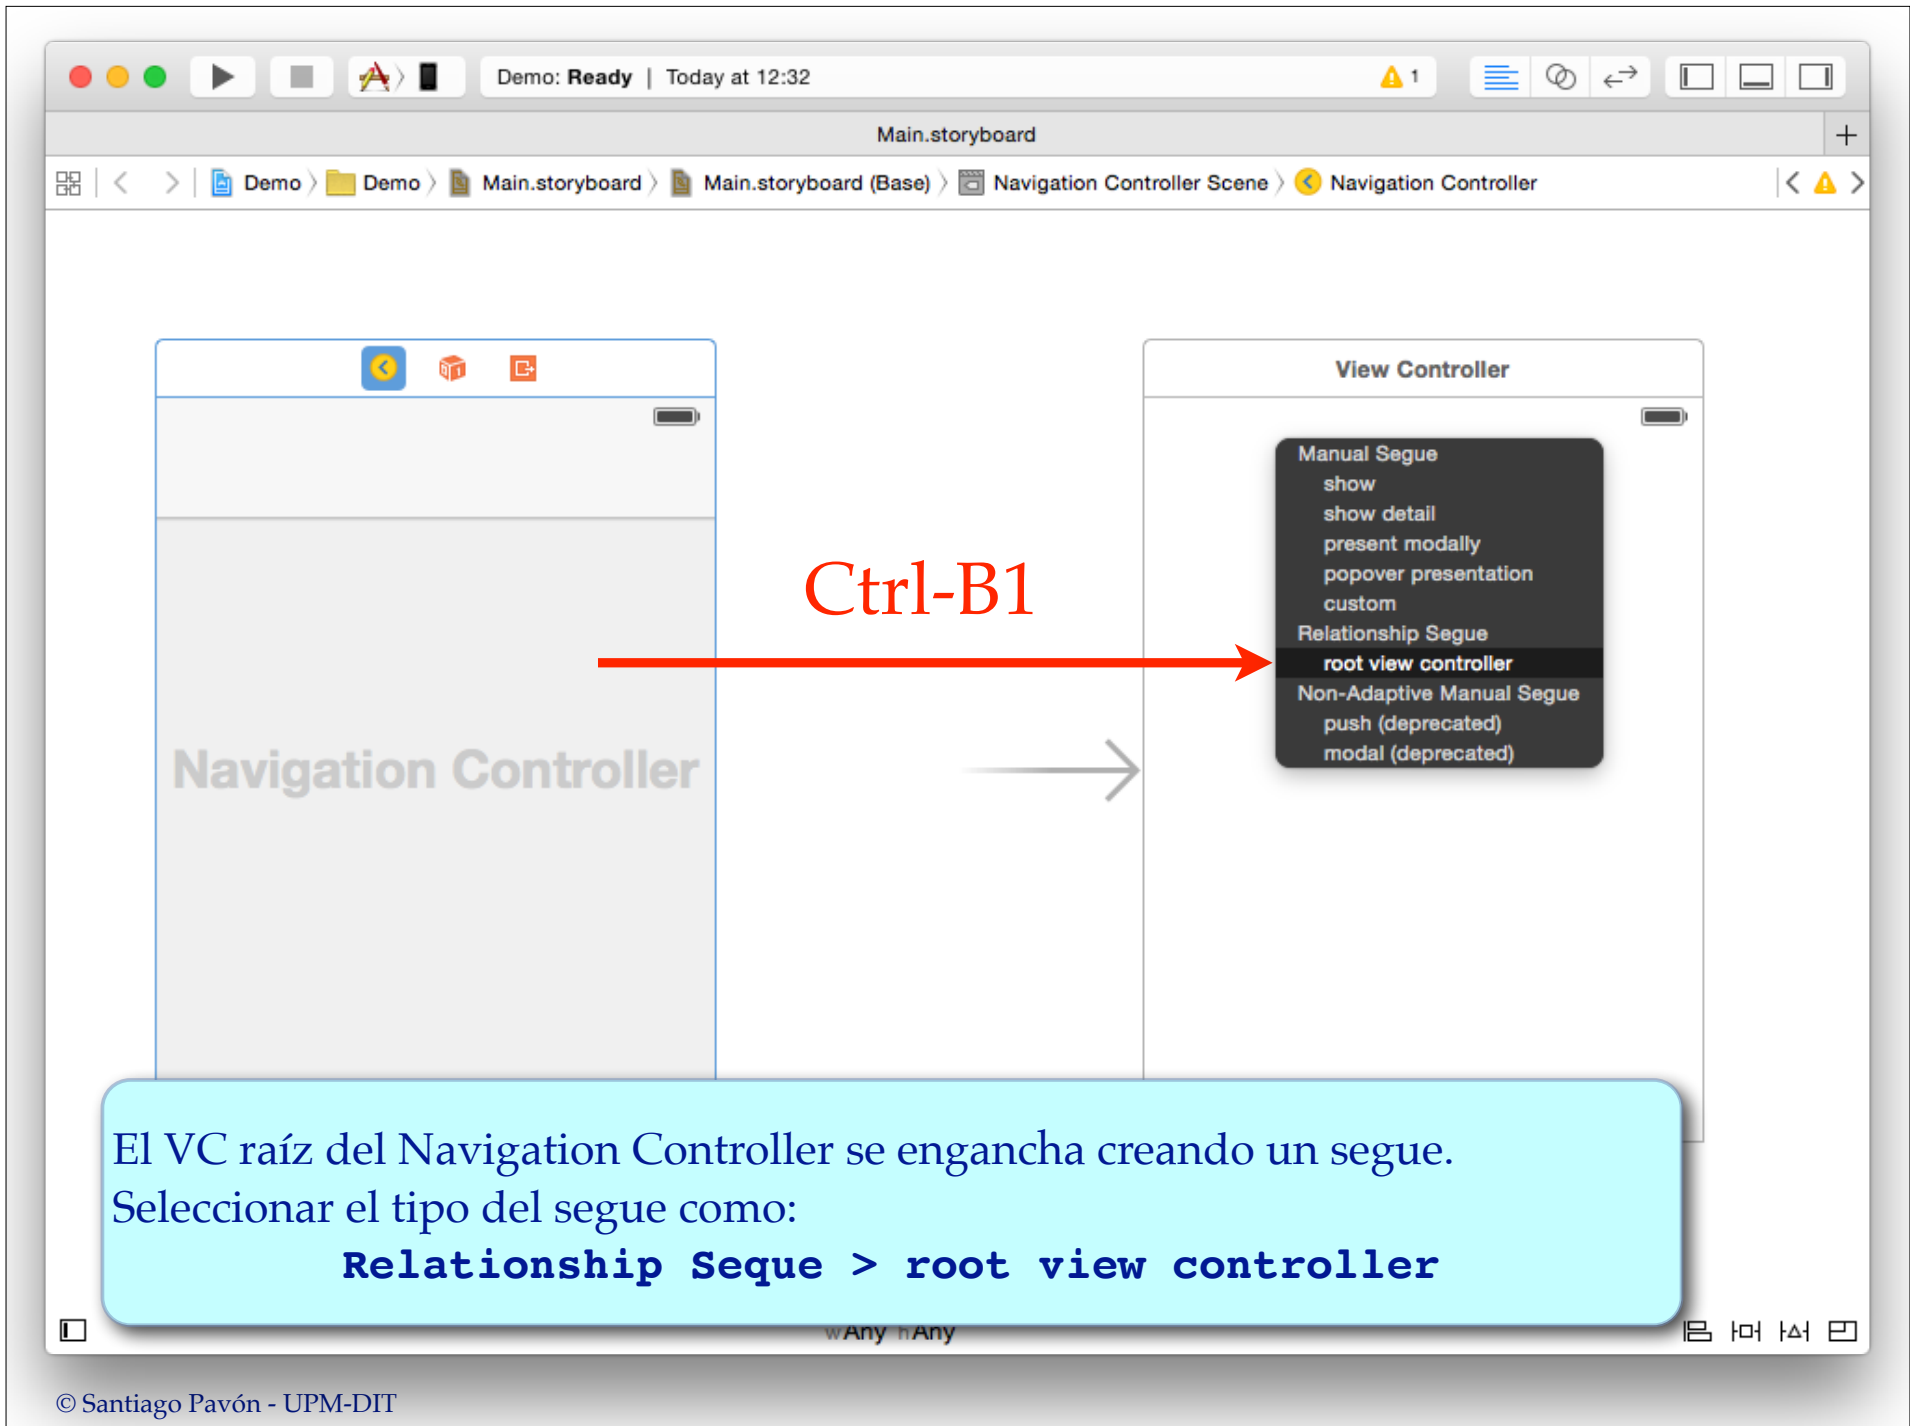 Demo: Ready | Today at 12:32
1
Main.storyboard
Demo
Demo
Main.storyboard
Main.storyboard (Base)
Navigation Controller Scene
Navigation Controller
View Controller
Manual Segue
show
show detail
present modally
popover presentation
custom
Relationship Segue
root view controller
Non-Adaptive Manual Segue
push (deprecated)
modal (deprecated)
Ctrl-B1
Navigation Controller
El VC raíz del Navigation Controller se engancha creando un segue.
Seleccionar el tipo del segue como:
Relationship Seque > root view controller
wAny hAny
© Santiago Pavón - UPM-DIT